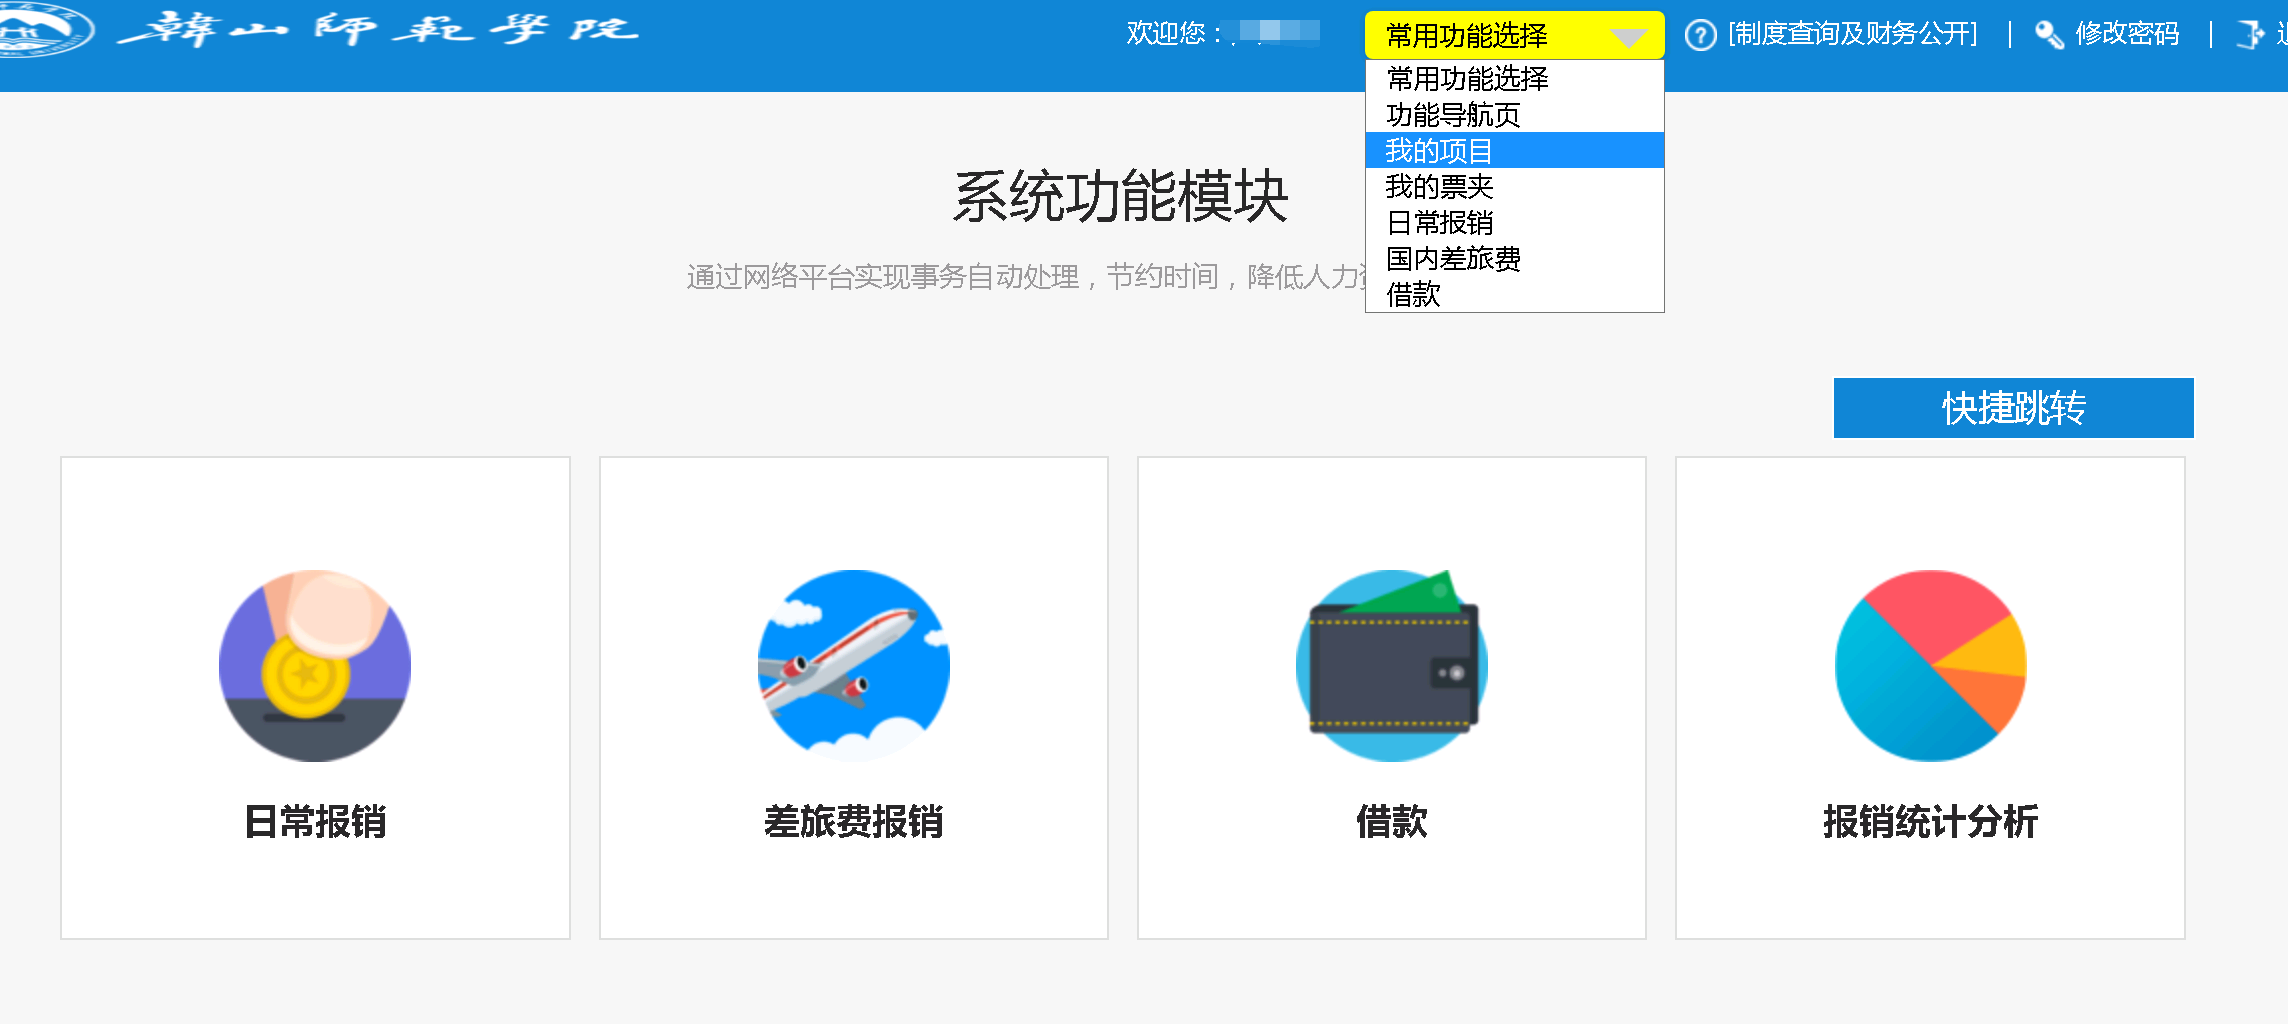 韓山師範學院
欢迎您：
常用功能选择
[制度查询及财务公开]
修改密码
常用功能选择
功能导航页
我的项目
我的票夹
日常报销
国内差旅费
借款
系统功能模块
通过网络平台实现事务自动处理，节约时间，降低人力
快捷跳转
日常报销
差旅费报销
借款
报销统计分析